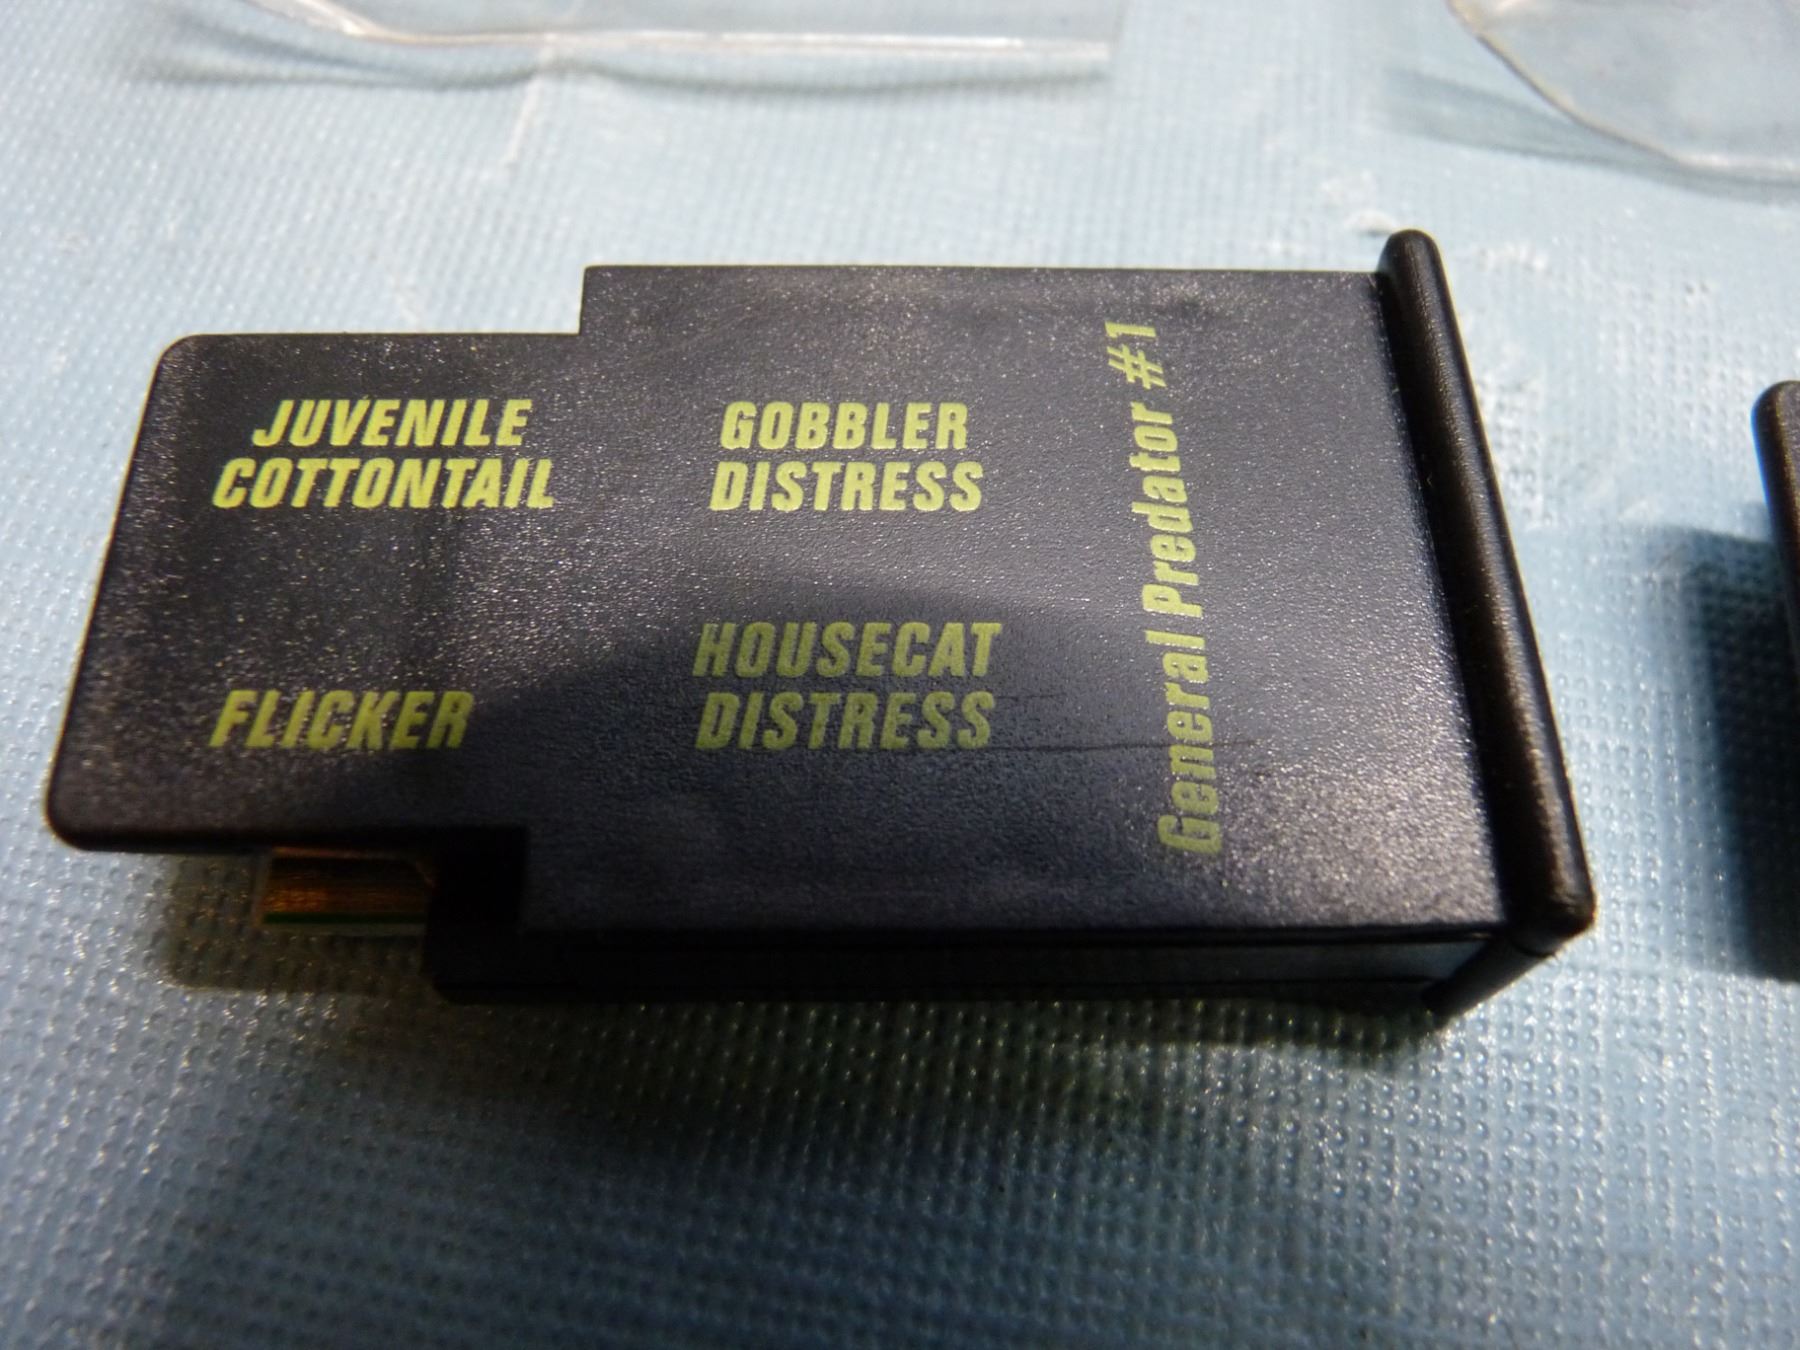 JUVENILE
COTTONTAIL
GOBBLER
DISTRESS
FLICKER
HOUSECAT
DISTRESS
General Predator #1